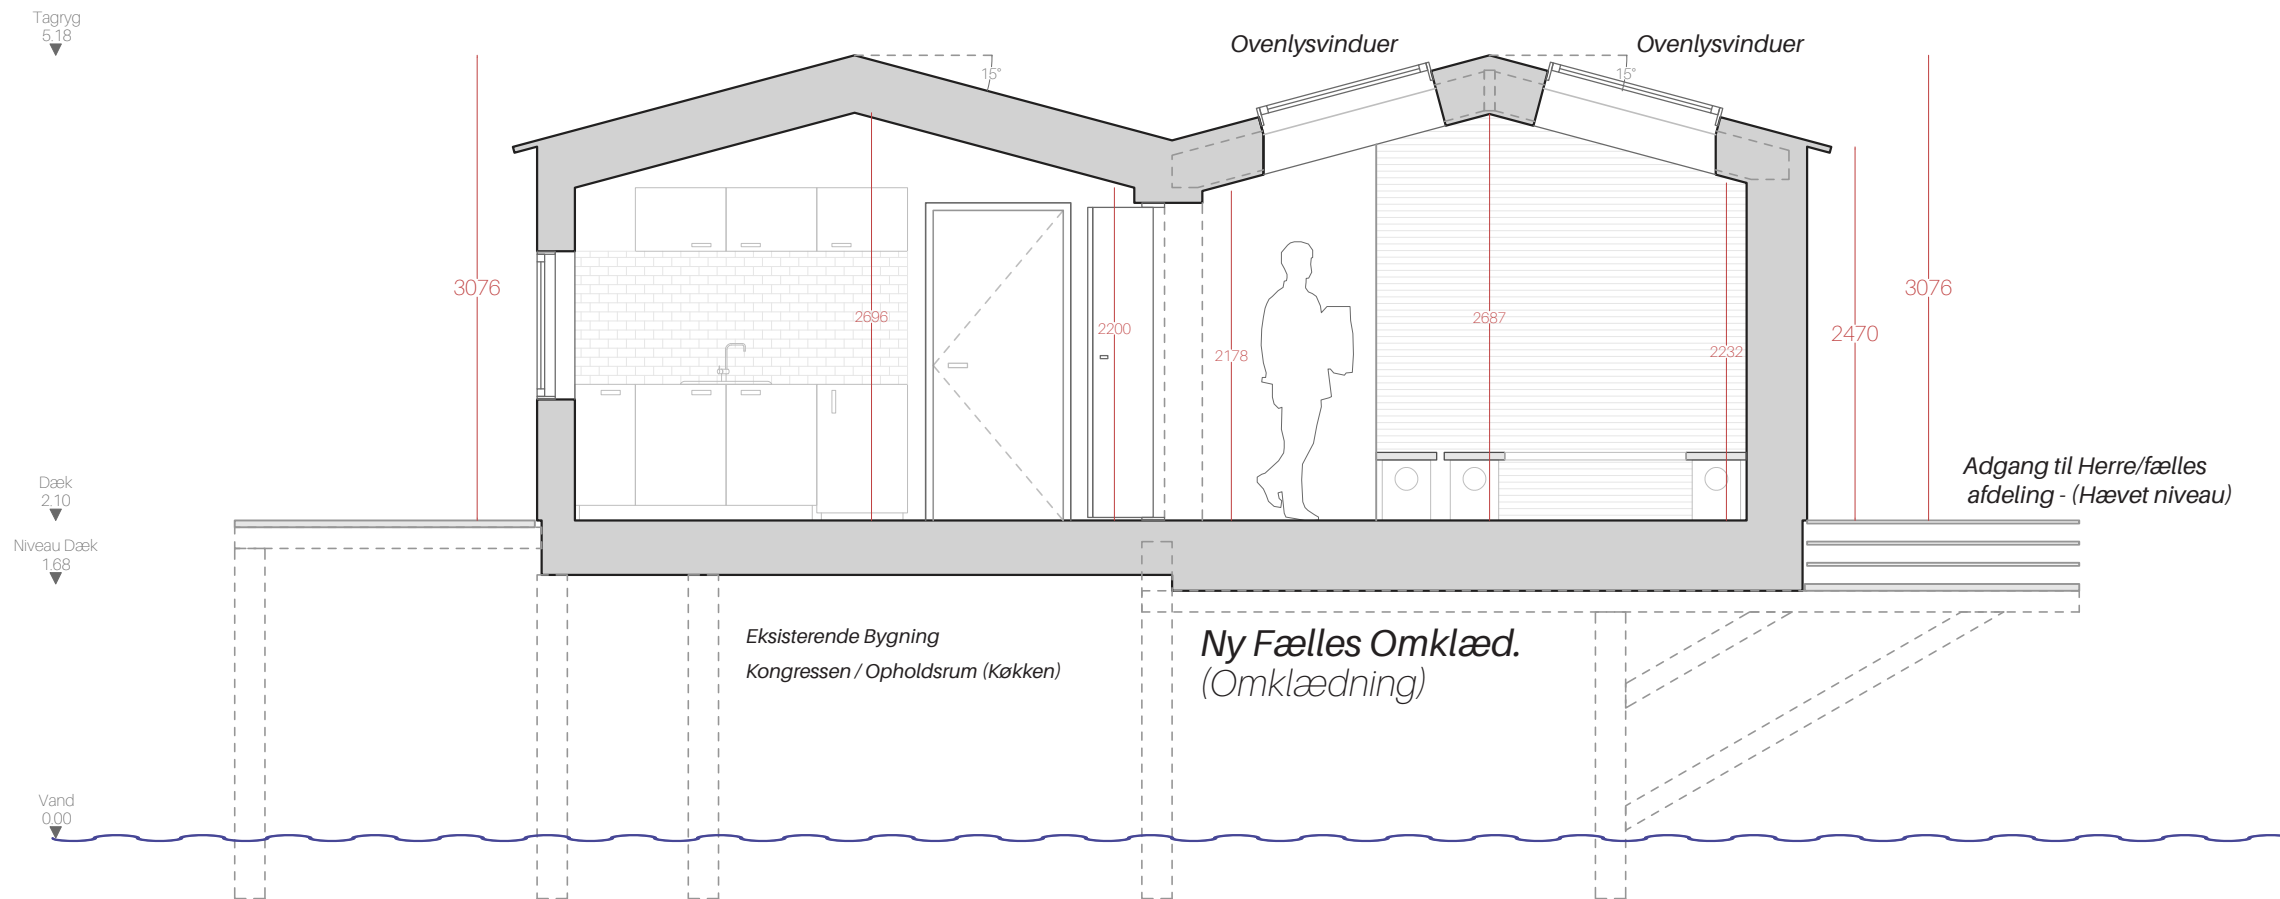 Tagryg
5.18
Ovenlysvinduer
Ovenlysvinduer
15°
15°
3076
2696
2200
2178
2687
2232
2470
3076
Adgang til Herre/fælles
afdeling - (Hævet niveau)
Dæk
2.10
Niveau Dæk
1.68
Eksisterende Bygning
Kongressen / Opholdsrum (Køkken)
Ny Fælles Omklæd.
(Omklædning)
Vand
0.00